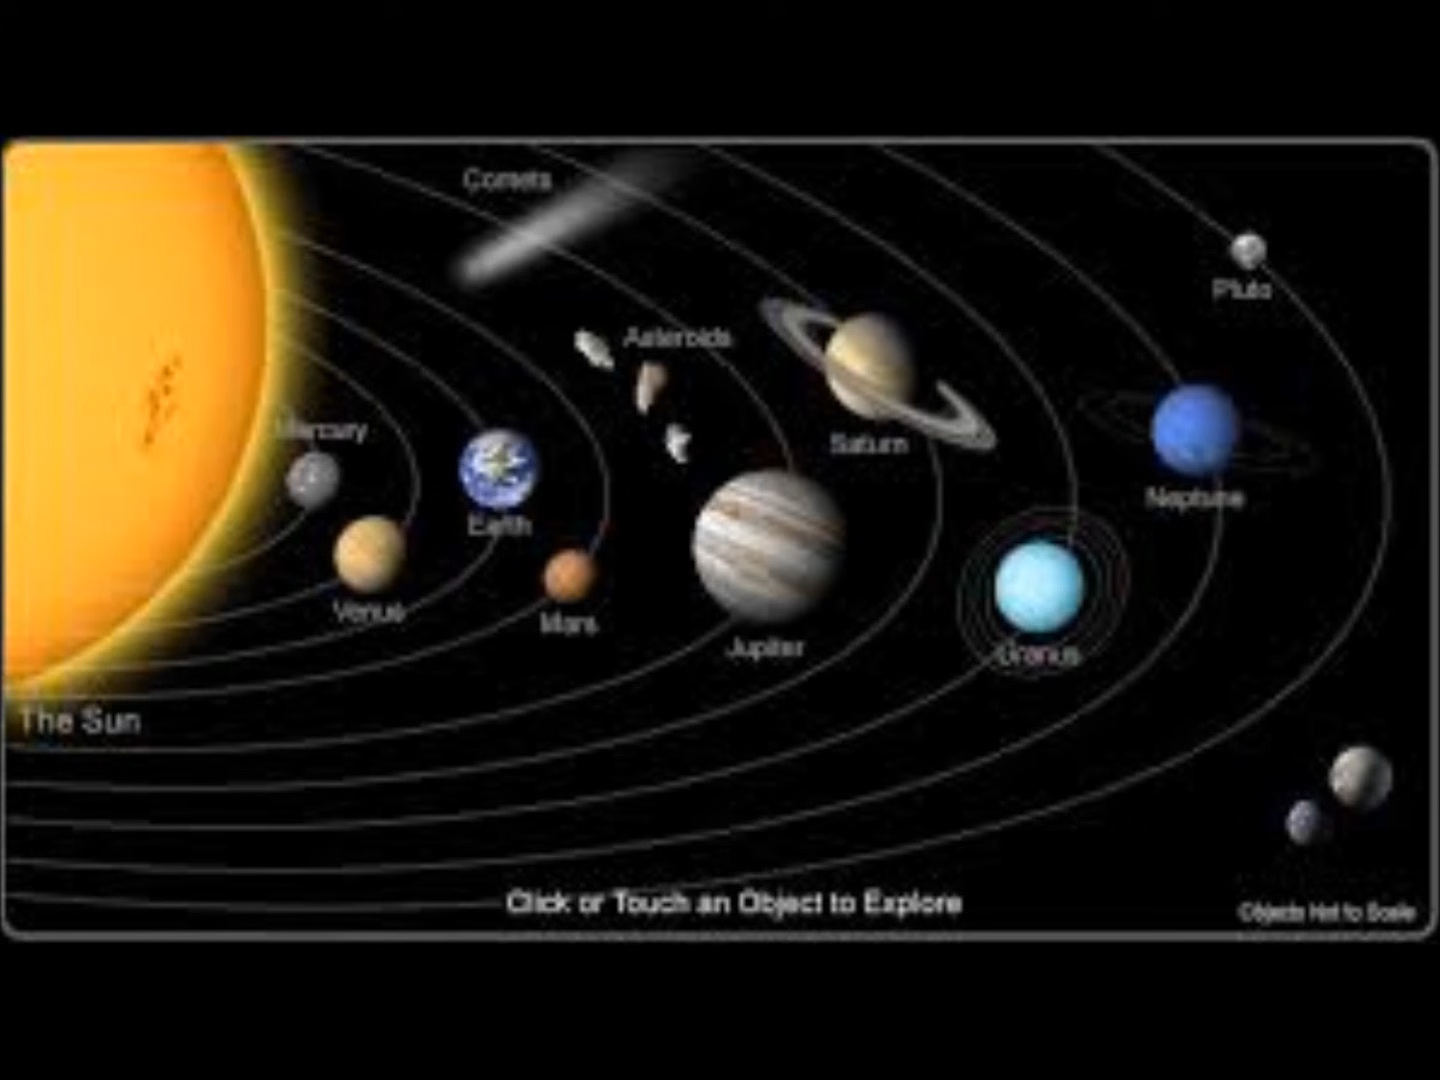 Comets
Pluto
Asteroids
Saturn
Mercury
Neptune
Earth
Venus
Mars
Jupiter
Uranus
The Sun
Click or Touch an Object to Explore
Objects Not to Scale